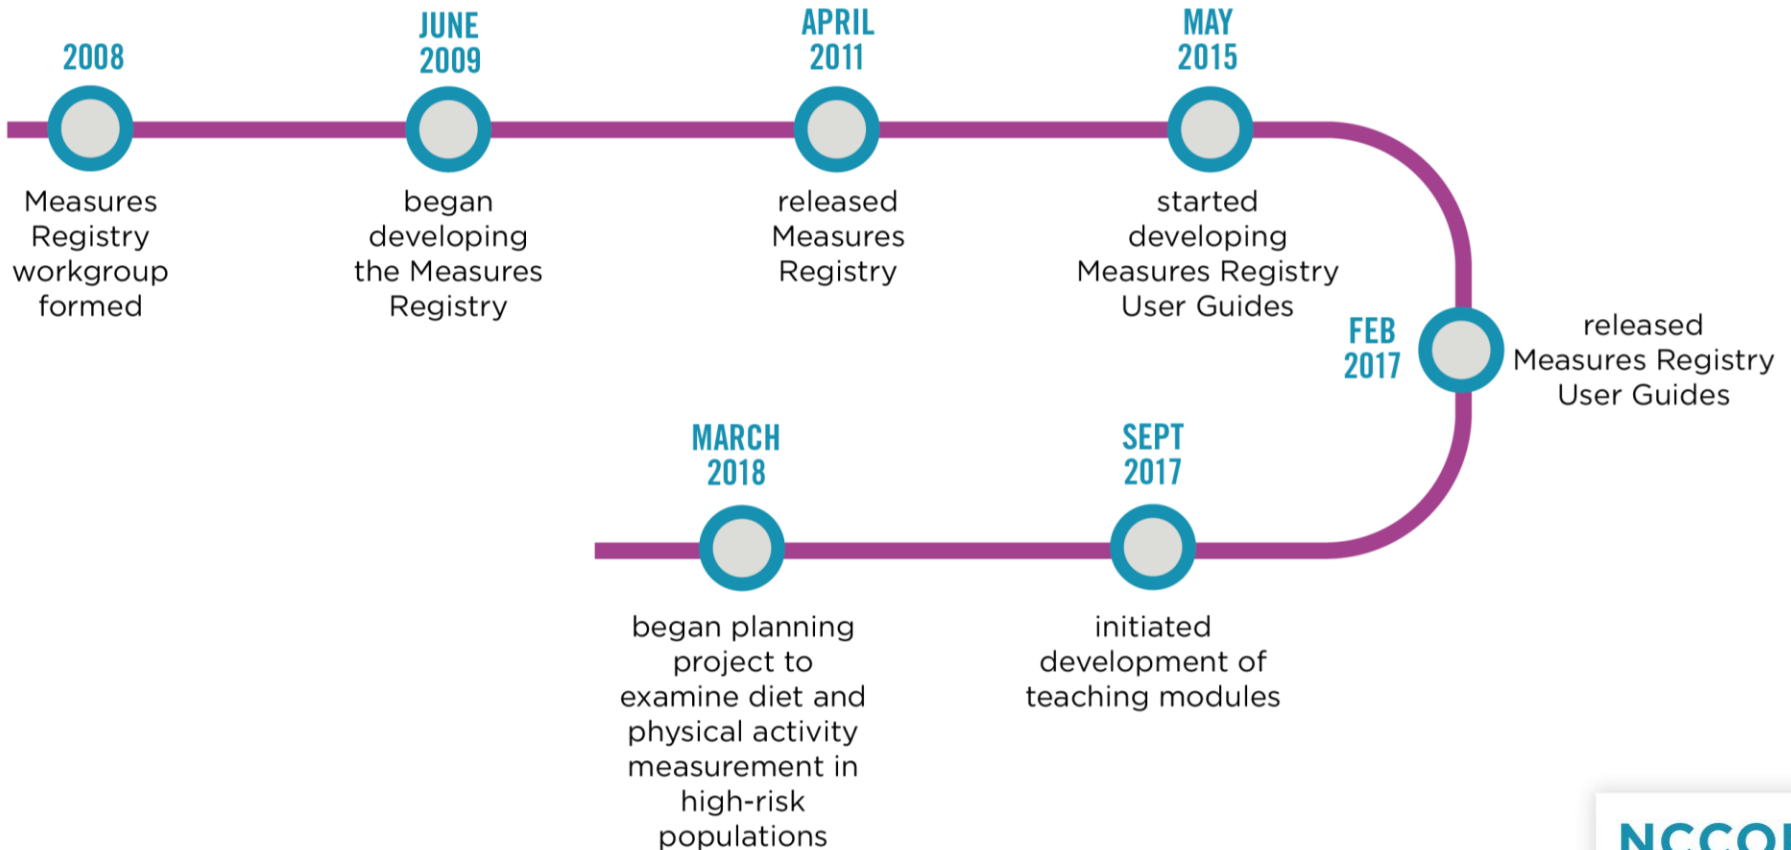 2008
Measures
Registry
workgroup
formed
JUNE
2009
began
developing
the Measures
Registry
APRIL
2011
released
Measures
Registry
MAY
2015
started
developing
Measures Registry
User Guides
FEB
2017
released
Measures Registry
User Guides
SEPT
2017
initiated
development of
teaching modules
MARCH
2018
began planning
project to
examine diet and
physical activity
measurement in
high-risk
populations